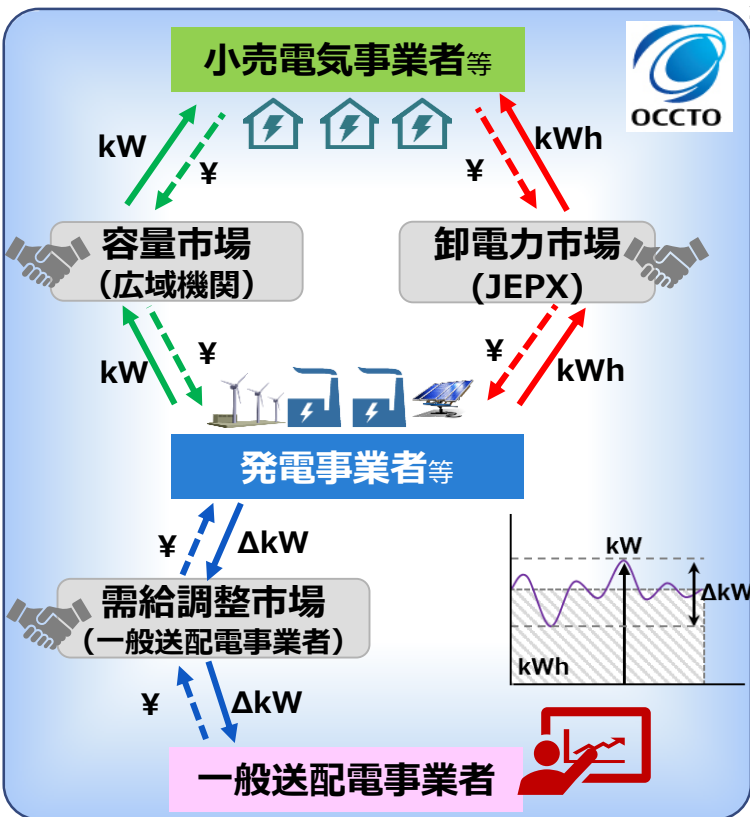 小売電気事業者等
OCCTO
kW
¥
¥
kWh
容量市場
（広域機関）
卸電力市場
(JEPX)
kW
¥
¥
kWh
発電事業者等
¥
ΔkW
kW
ΔkW
kWh
需給調整市場
（一般送配電事業者）
¥
ΔkW
一般送配電事業者